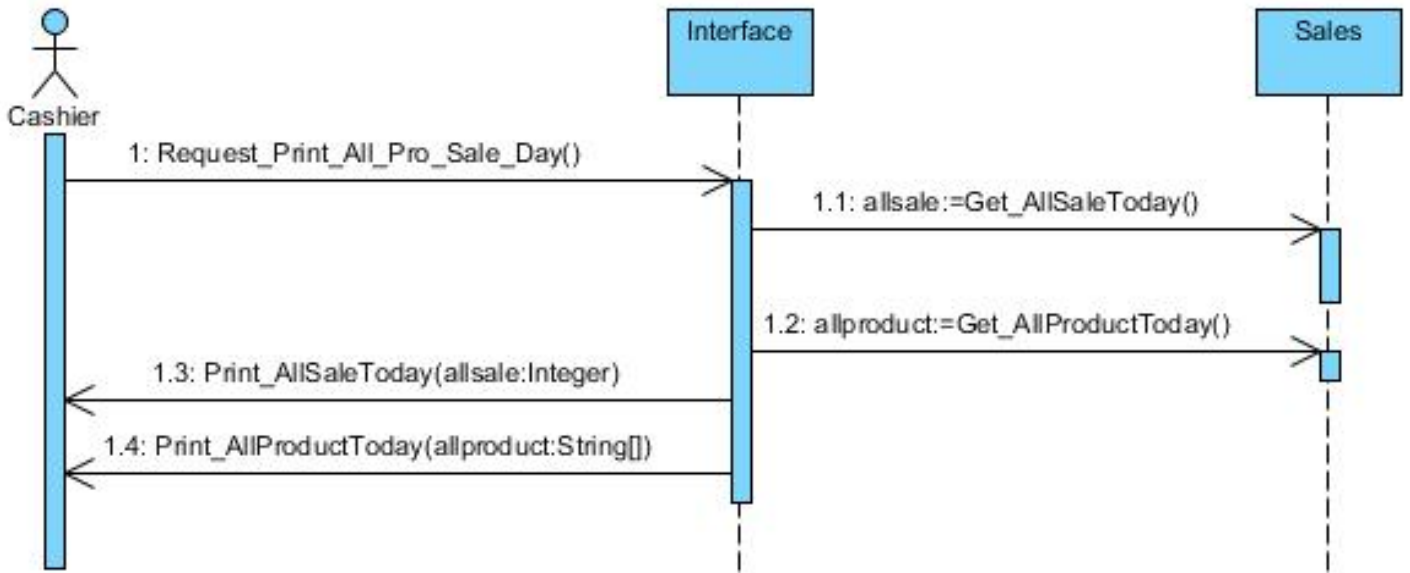 Interface
Sales
Cashier
1: Request_Print_All_Pro_Sale_Day()
1.1: allsale:=Get_AllSaleToday()
1.2: allproduct:=Get_AllProductToday()
1.3: Print_AllSaleToday(allsale:Integer)
1.4: Print_AllProductToday(allproduct:String[])